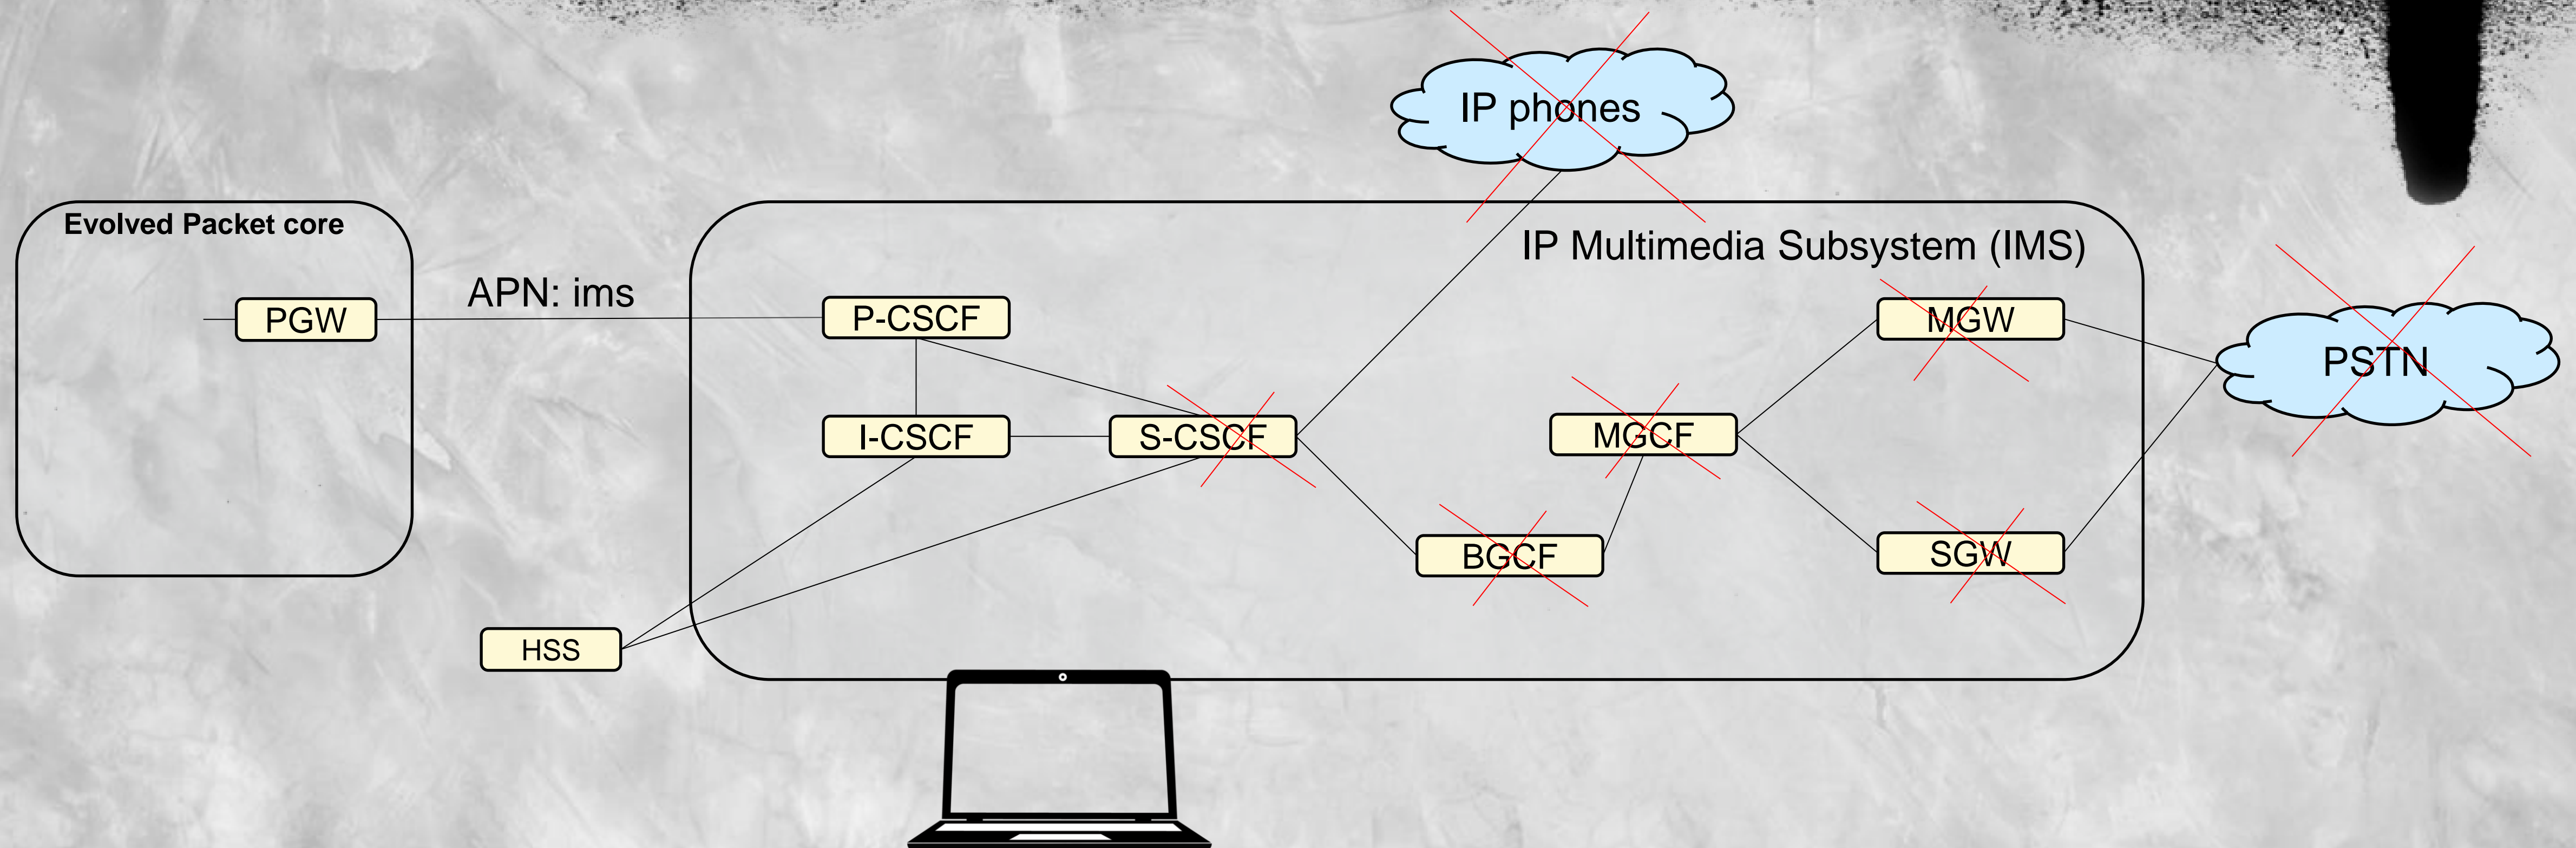 IP phones
Evolved Packet core
IP Multimedia Subsystem (IMS)
APN: ims
PGW
P-CSCF
MGW
PSTN
I-CSCF
S-CSCF
MGCF
BGCF
SGW
HSS